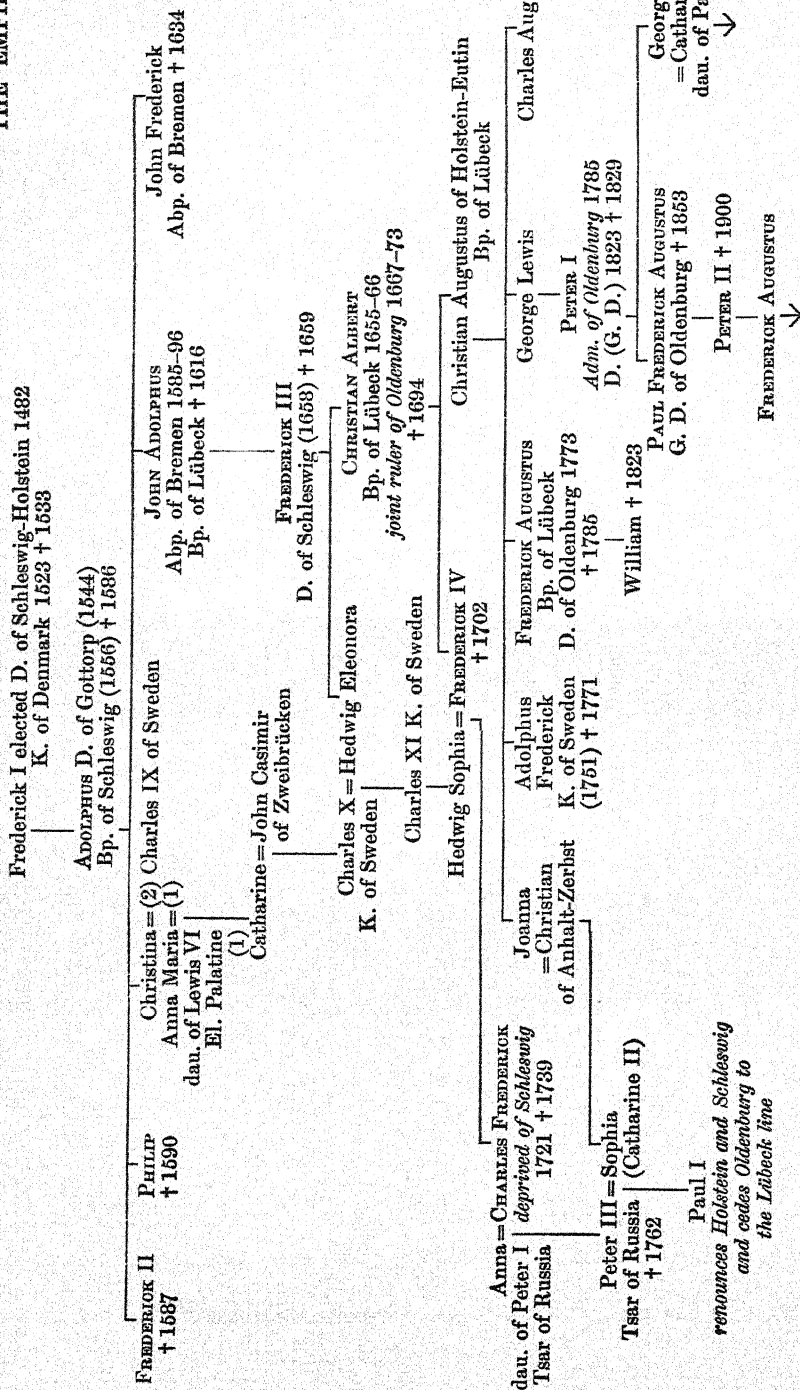 THE EMPI
Frederick I elected D. of Schleswig-Holstein 1482
K. of Denmark 1523 † 1533
ADOLPHUS D. of Gottorp (1544)
Bp. of Schleswig (1556) † 1586
FREDERICK II
† 1587
PHILIP
† 1590
Christina=(2) Charles IX of Sweden
Anna Maria=(1)
dau. of Lewis VI
El. Palatine
JOHN ADOLPHUS
Abp. of Bremen 1585–96
Bp. of Lübeck † 1616
John Frederick
Abp. of Bremen † 1634
(1)
Catharine=John Casimir
of Zweibrücken
FREDERICK III
D. of Schleswig (1658) † 1659
Charles X=Hedwig Eleonora
K. of Sweden
CHRISTIAN ALBERT
Bp. of Lübeck 1655–66
joint ruler of Oldenburg 1667–73
† 1694
Charles XI K. of Sweden
Hedwig Sophia=FREDERICK IV
† 1702
Christian Augustus of Holstein-Eutin
Bp. of Lübeck
Anna=CHARLES FREDERICK
dau. of Peter I
Tsar of Russia
deprived of Schleswig
1721 † 1739
Joanna
=Christian
of Anhalt-Zerbst
Adolphus
Frederick
K. of Sweden
(1751) † 1771
FREDERICK AUGUSTUS
Bp. of Lübeck
D. of Oldenburg 1773
† 1785
George Lewis
Charles Aug
Peter III=Sophia
Tsar of Russia
(Catharine II)
† 1762
William † 1823
PETER I
Adm. of Oldenburg 1785
D. (G. D.) 1823 † 1829
Paul I
renounces Holstein and Schleswig
and cedes Oldenburg to
the Lübeck line
PAUL FREDERICK AUGUSTUS
G. D. of Oldenburg † 1853
Georg
=Cathar
dau. of Pa
PETER II † 1900
FREDERICK AUGUSTUS